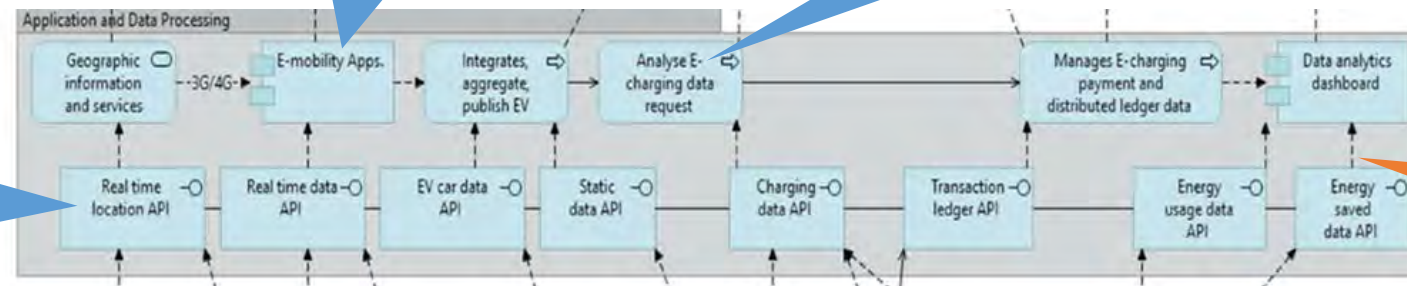 Application and Data Processing
Geographic
information
and services
-3G/4G-
E-mobility Apps.
Integrates,
aggregate,
publish EV
Analyse E-
charging data
request
Manages E-charging
payment and
distributed ledger data
Data analytics
dashboard
Real time
location API
Real time data
API
EV car data
API
Static
data API
Charging
data API
Transaction
ledger API
Energy
usage data
API
Energy
saved
data API